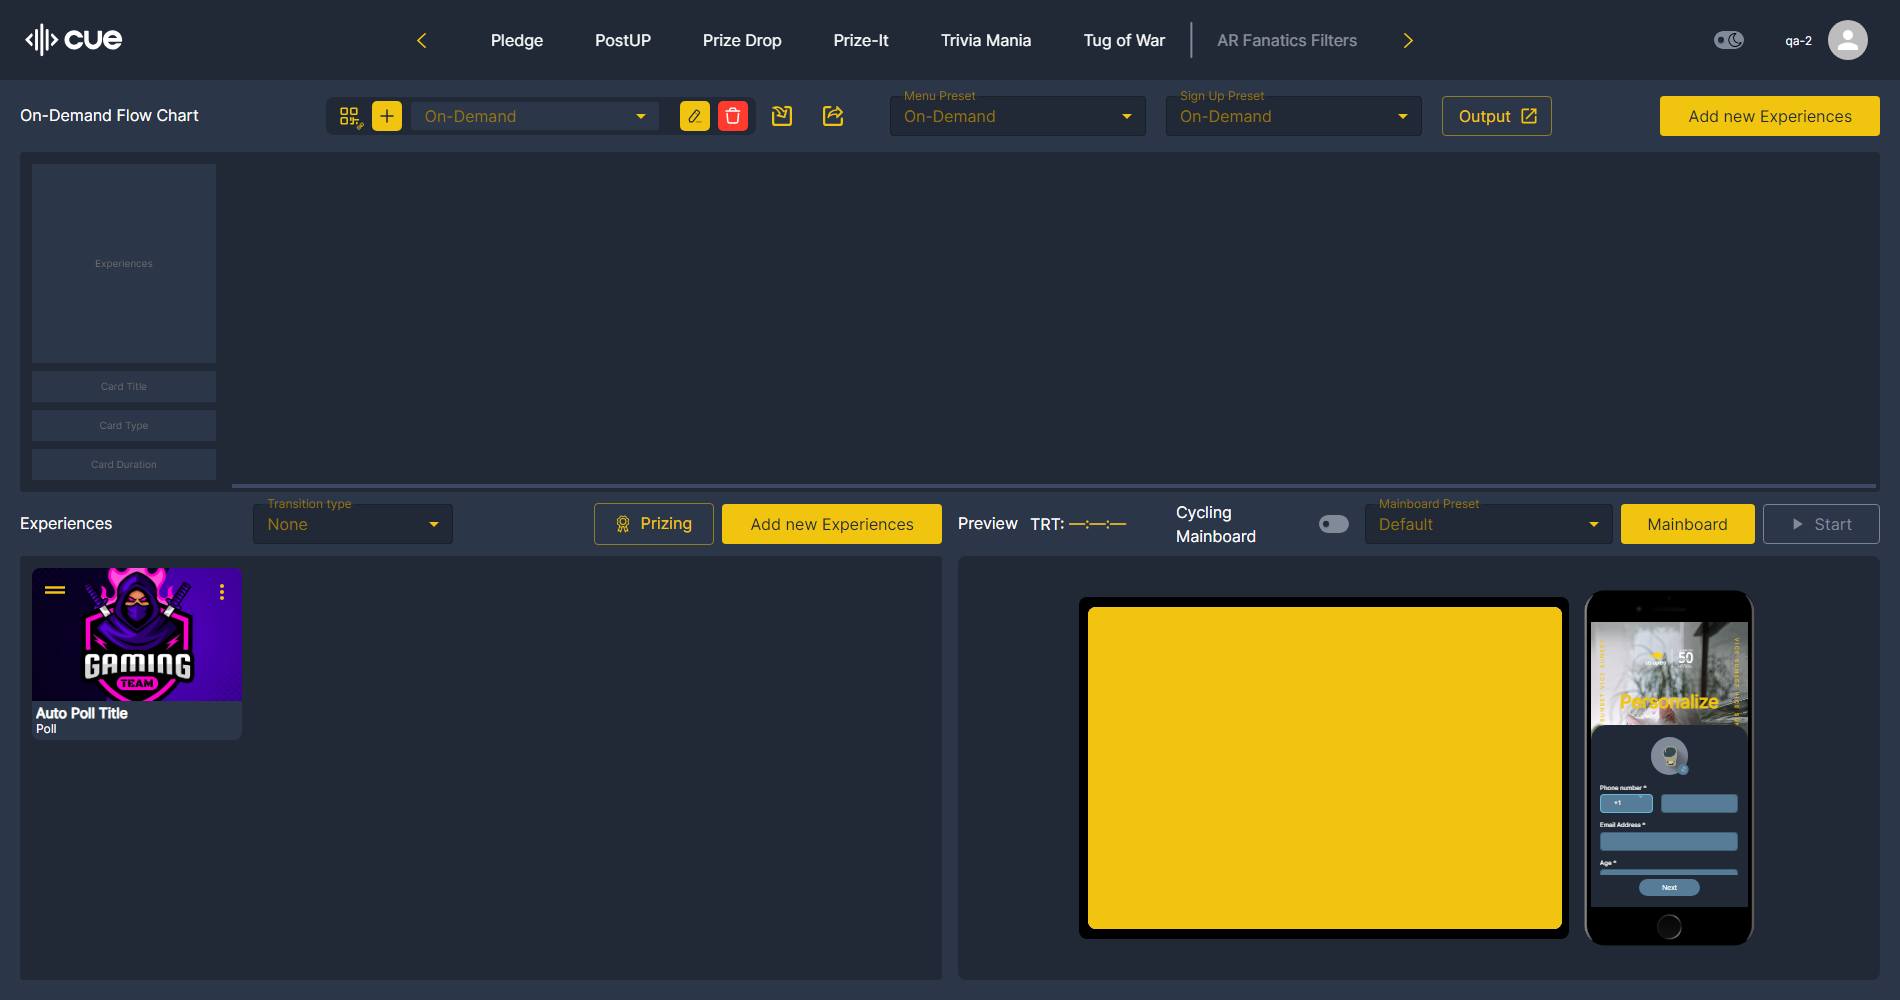 cue
Pledge
PostUP
Prize Drop
Prize-It
Trivia Mania
Tug of War
AR Fanatics Filters
qa-2
On-Demand Flow Chart
On-Demand
Menu Preset
On-Demand
Sign Up Preset
On-Demand
Output
Add new Experiences
Experiences
Card Title
Card Type
Card Duration
Experiences
Transition type
None
Prizing
Add new Experiences
Preview
TRT: —:—:—
Cycling
Mainboard
Mainboard Preset
Default
Mainboard
Start
GAMING
TEAM
Auto Poll Title
Poll
50
Personalize
Phone number *
+1
Email Address *
Age *
Next